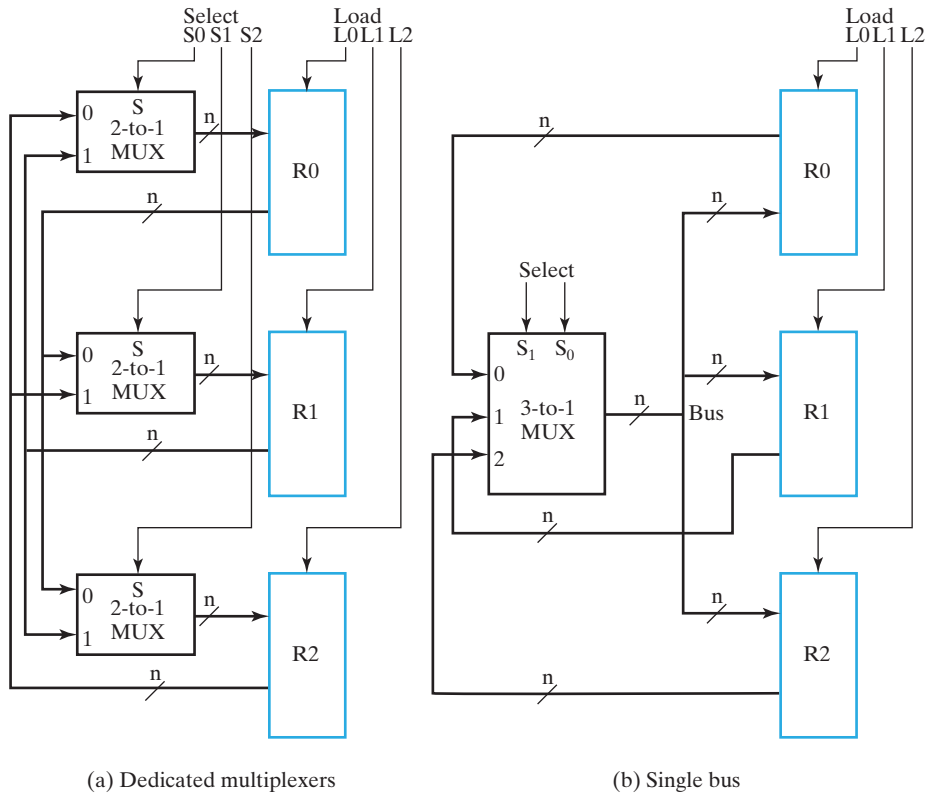 Select
S0 S1 S2
Load
L0 L1 L2
0
S
2-to-1
MUX
1
n
R0
n
0
S
2-to-1
MUX
1
n
R1
n
0
S
2-to-1
MUX
1
n
R2
n
(a) Dedicated multiplexers
Load
L0 L1 L2
n
R0
n
Select
S1 S0
0
1
2
3-to-1
MUX
n
Bus
n
R1
n
n
R2
n
(b) Single bus